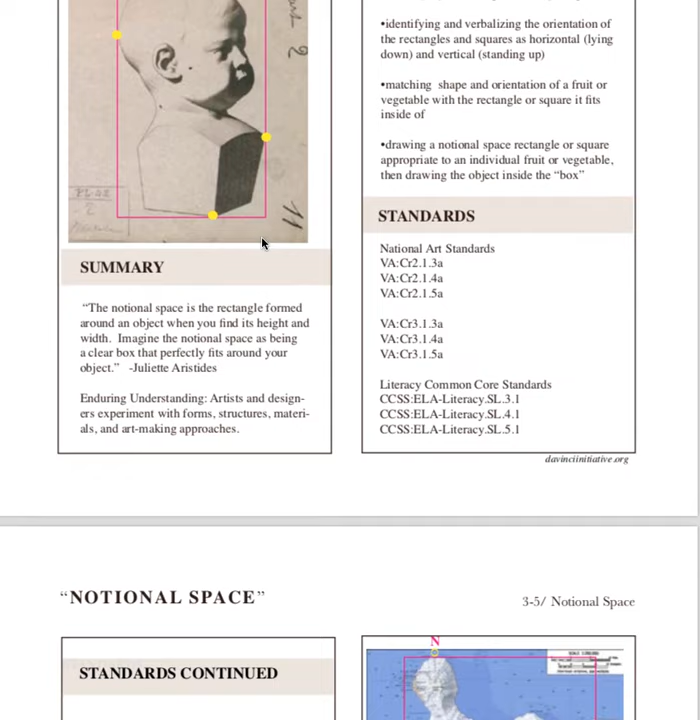 2
11
SUMMARY
“The notional space is the rectangle formed
around an object when you find its height and
width. Imagine the notional space as being
a clear box that perfectly fits around your
object.” -Juliette Aristides
Enduring Understanding: Artists and design-
ers experiment with forms, structures, materi-
als, and art-making approaches.
•identifying and verbalizing the orientation of
the rectangles and squares as horizontal (lying
down) and vertical (standing up)
•matching shape and orientation of a fruit or
vegetable with the rectangle or square it fits
inside of
•drawing a notional space rectangle or square
appropriate to an individual fruit or vegetable,
then drawing the object inside the “box”
STANDARDS
National Art Standards
VA:Cr2.1.3a
VA:Cr2.1.4a
VA:Cr2.1.5a
VA:Cr3.1.3a
VA:Cr3.1.4a
VA:Cr3.1.5a
Literacy Common Core Standards
CCSS:ELA-Literacy.SL.3.1
CCSS:ELA-Literacy.SL.4.1
CCSS:ELA-Literacy.SL.5.1
davinciinitiative.org
“NOTIONAL SPACE”
3-5/ Notional Space
STANDARDS CONTINUED
N